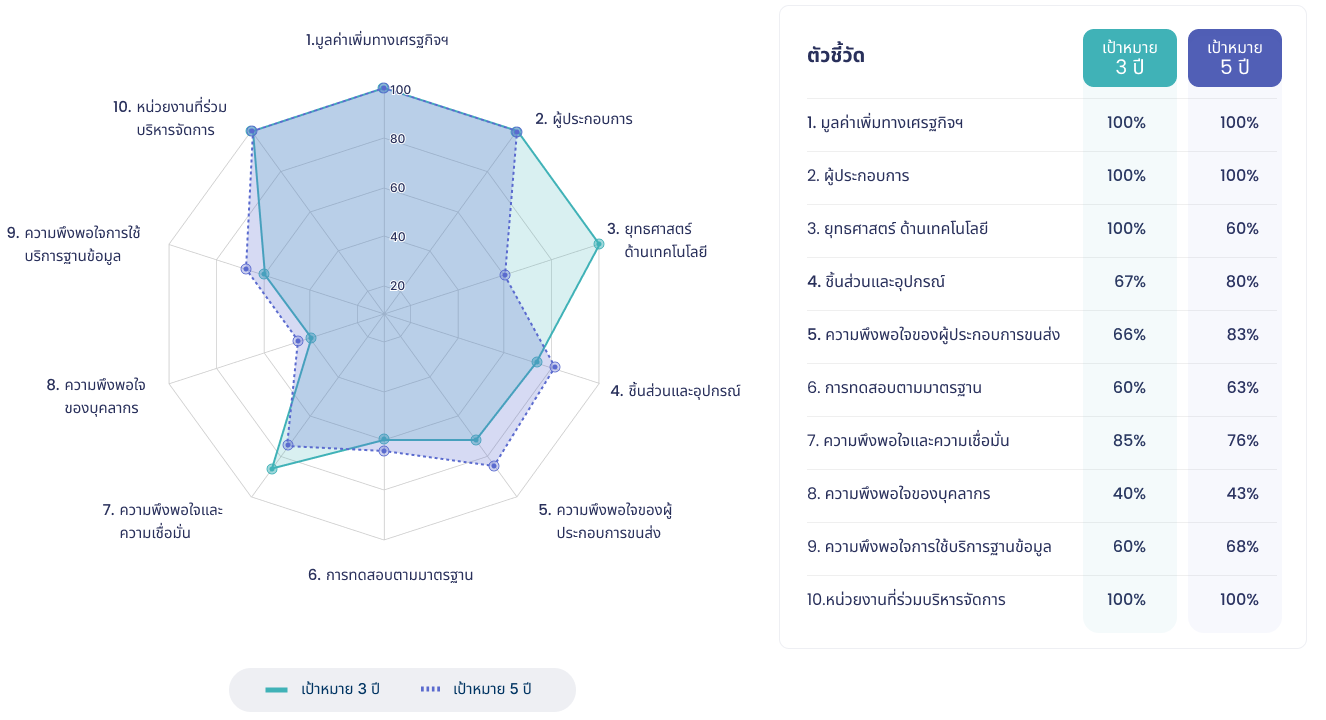 1.มูลค่าเพิ่มทางเศรฐกิจฯ
100
80
60
40
20
2. ผู้ประกอบการ
3. ยุทธศาสตร์
ด้านเทคโนโลยี
4. ชิ้นส่วนและอุปกรณ์
5. ความพึงพอใจของผู้
ประกอบการขนส่ง
6. การทดสอบตามมาตรฐาน
7. ความพึงพอใจและ
ความเชื่อมั่น
8. ความพึงพอใจ
ของบุคลากร
9. ความพึงพอใจการใช้
บริการฐานข้อมูล
10. หน่วยงานที่ร่วม
บริหารจัดการ
เป้าหมาย 3 ปี
เป้าหมาย 5 ปี
ตัวชี้วัด
เป้าหมาย
3 ปี
เป้าหมาย
5 ปี
1. มูลค่าเพิ่มทางเศรฐกิจฯ 100% 100%
2. ผู้ประกอบการ 100% 100%
3. ยุทธศาสตร์ ด้านเทคโนโลยี 100% 60%
4. ชิ้นส่วนและอุปกรณ์ 67% 80%
5. ความพึงพอใจของผู้ประกอบการขนส่ง 66% 83%
6. การทดสอบตามมาตรฐาน 60% 63%
7. ความพึงพอใจและความเชื่อมั่น 85% 76%
8. ความพึงพอใจของบุคลากร 40% 43%
9. ความพึงพอใจการใช้บริการฐานข้อมูล 60% 68%
10.หน่วยงานที่ร่วมบริหารจัดการ 100% 100%